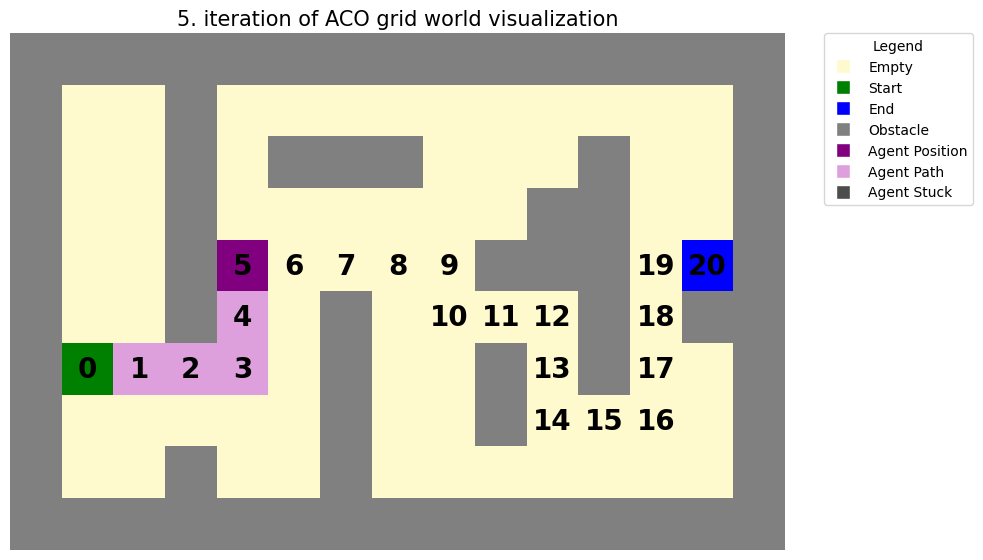 5. iteration of ACO grid world visualization
Legend
Empty
Start
End
Obstacle
Agent Position
Agent Path
Agent Stuck
5 6 7 8 9 19 20
4 10 11 12 18
0 1 2 3 13 17
14 15 16